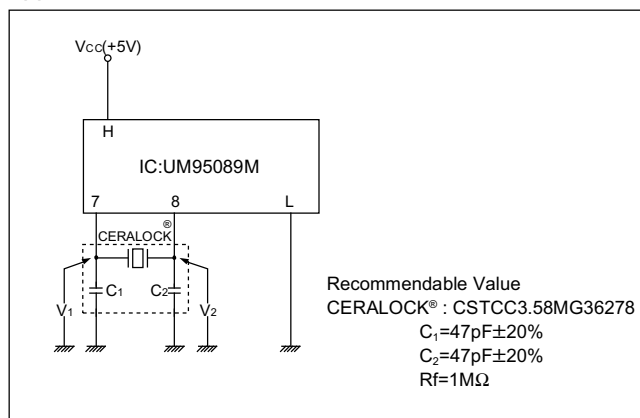 VCC(+5V)
H
IC:UM95089M
7 8 L
CERALOCK®
V1 C1 C2 V2
Recommendable Value
CERALOCK® : CSTCC3.58MG36278
C1=47pF±20%
C2=47pF±20%
Rf=1MΩ